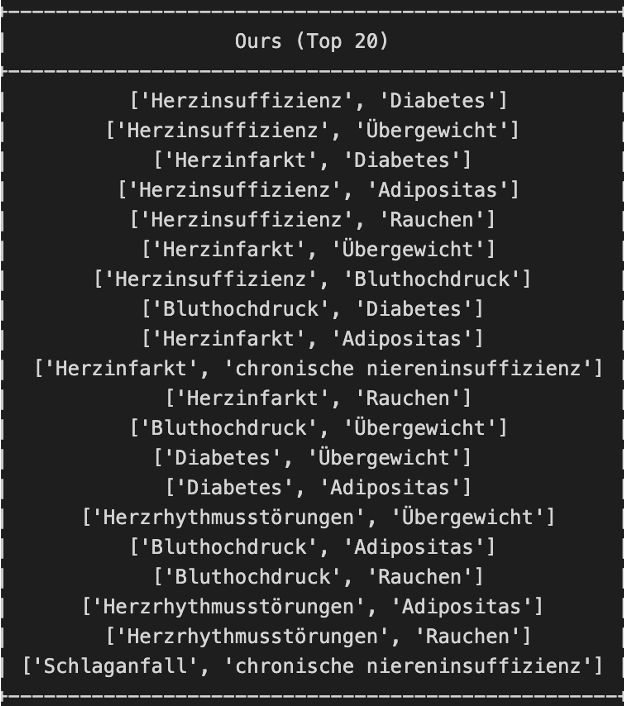 Ours (Top 20)
['Herzinsuffizienz', 'Diabetes']
['Herzinsuffizienz', 'Übergewicht']
['Herzinfarkt', 'Diabetes']
['Herzinsuffizienz', 'Adipositas']
['Herzinsuffizienz', 'Rauchen']
['Herzinfarkt', 'Übergewicht']
['Herzinsuffizienz', 'Bluthochdruck']
['Bluthochdruck', 'Diabetes']
['Herzinfarkt', 'Adipositas']
['Herzinfarkt', 'chronische niereninsuffizienz']
['Herzinfarkt', 'Rauchen']
['Bluthochdruck', 'Übergewicht']
['Diabetes', 'Übergewicht']
['Diabetes', 'Adipositas']
['Herzrhythmusstörungen', 'Übergewicht']
['Bluthochdruck', 'Adipositas']
['Bluthochdruck', 'Rauchen']
['Herzrhythmusstörungen', 'Adipositas']
['Herzrhythmusstörungen', 'Rauchen']
['Schlaganfall', 'chronische niereninsuffizienz']